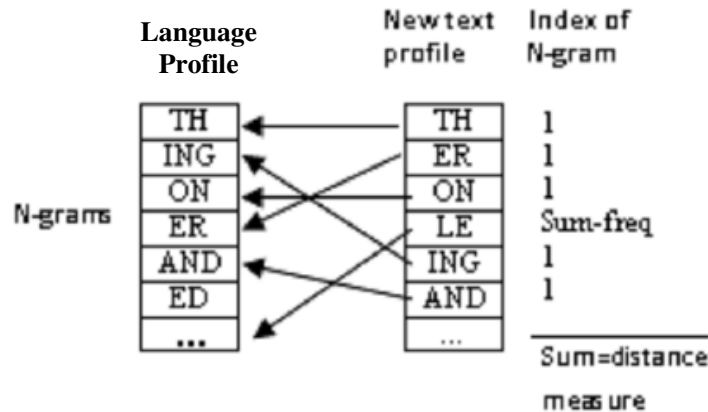 Language Profile
New text profile
Index of N-gram
N-grams
TH
ING
ON
ER
AND
ED
...
TH
ER
ON
LE
ING
AND
...
1
1
1
Sum-freq
1
1
Sum=distance
measure